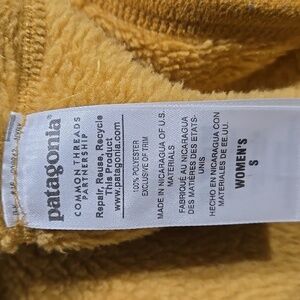 patagonia®
COMMON THREADS
PARTNERSHIP
Repair, Reuse, Recycle
This Product
www.patagonia.com
100% POLYESTER
EXCLUSIVE OF TRIM
MADE IN NICARAGUA OF U.S.
MATERIALS
FABRIQUÉ AU NICARAGUA
DES MATIÈRES DES ETATS-
UNIS
HECHO EN NICARAGUA CON
MATERIALES DE EE.UU.
WOMEN'S
S